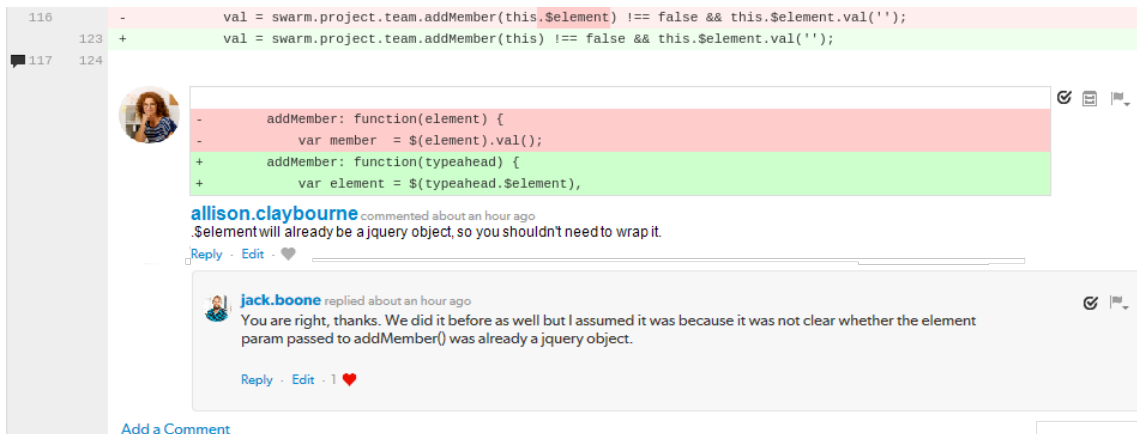 116 - val = swarm.project.team.addMember(this.$element) !== false && this.$element.val('');
123 + val = swarm.project.team.addMember(this) !== false && this.$element.val('');
117 124
- addMember: function(element) {
- var member = $(element).val();
+ addMember: function(typeahead) {
+ var element = $(typeahead.$element),
allison.claybourne commented about an hour ago
.$element will already be a jquery object, so you shouldn't need to wrap it.
Reply · Edit ·
jack.boone replied about an hour ago
You are right, thanks. We did it before as well but I assumed it was because it was not clear whether the element
param passed to addMember() was already a jquery object.
Reply · Edit · 1
Add a Comment